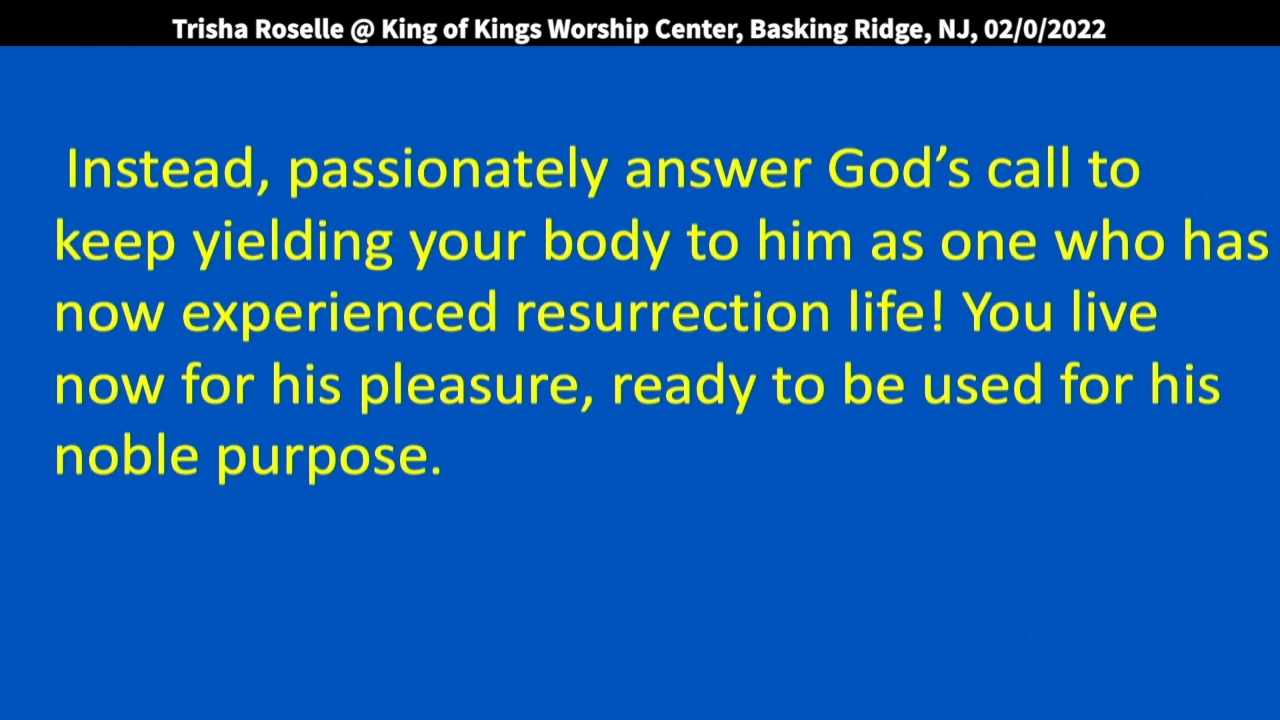 Trisha Roselle @ King of Kings Worship Center, Basking Ridge, NJ, 02/0/2022
Instead, passionately answer God’s call to
keep yielding your body to him as one who has
now experienced resurrection life! You live
now for his pleasure, ready to be used for his
noble purpose.